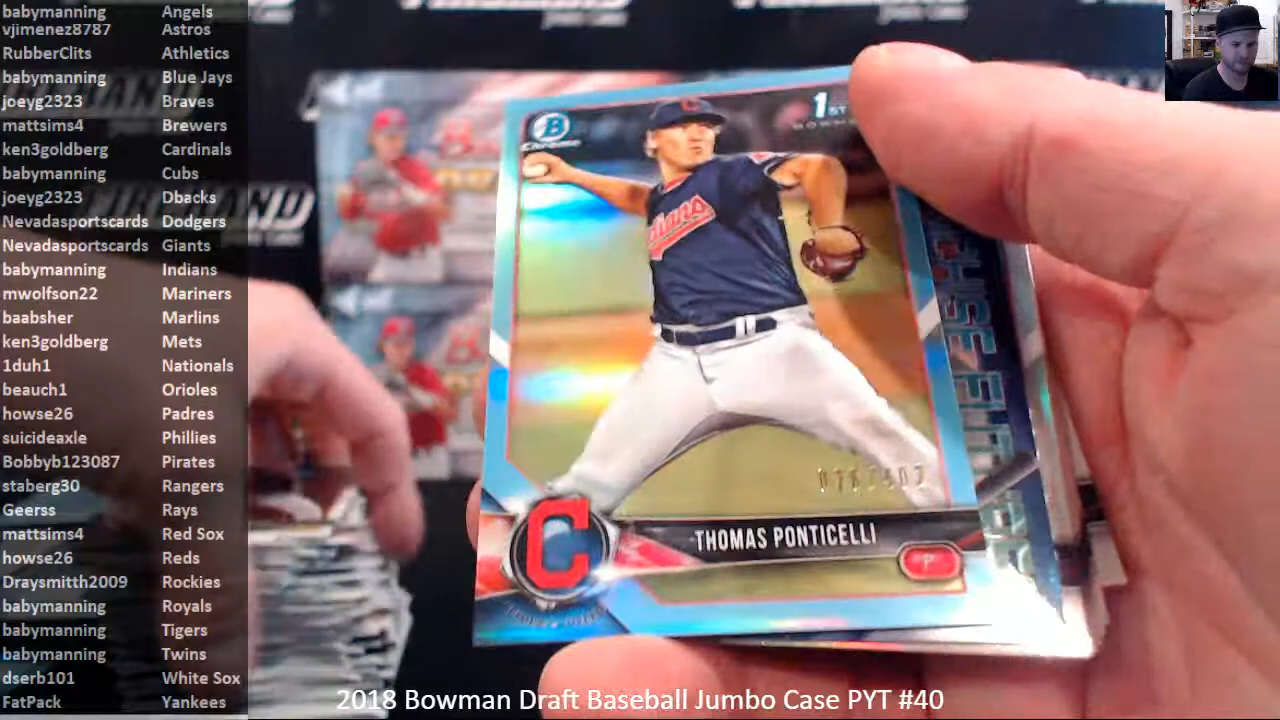 babymanning Angels
vjimenez8787 Astros
RubberClits Athletics
babymanning Blue Jays
joeyg2323 Braves
mattsims4 Brewers
ken3goldberg Cardinals
babymanning Cubs
joeyg2323 Dbacks
Nevadasportscards Dodgers
Nevadasportscards Giants
babymanning Indians
mwolfson22 Mariners
baabsher Marlins
ken3goldberg Mets
1duh1 Nationals
beauch1 Orioles
howse26 Padres
suicideaxle Phillies
Bobbyb123087 Pirates
staberg30 Rangers
Geerss Rays
mattsims4 Red Sox
howse26 Reds
Draysmitth2009 Rockies
babymanning Royals
babymanning Tigers
babymanning Twins
dserb101 White Sox
FatPack Yankees
B
Chrome
1ST
C
THOMAS PONTICELLI
P
2018 Bowman Draft Baseball Jumbo Case PYT #40